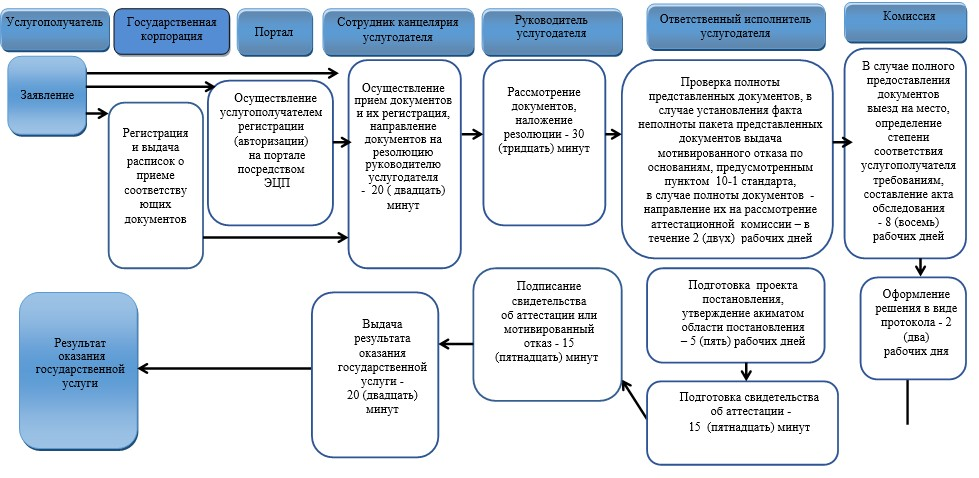 Услугополучатель
Государственная
корпорация
Портал
Сотрудник канцелярия
услугодателя
Руководитель
услугодателя
Ответственный исполнитель
услугодателя
Комиссия
Заявление
Регистрация
и выдача
расписок о
приеме
соответству
ющих
документов
Осуществление
услугополучателем
регистрации
(авторизации)
на портале
посредством
ЭЦП
Осуществление
прием документов
и их регистрация,
направление
документов на
резолюцию
руководителю
услугодателя
- 20 ( двадцать)
минут
Рассмотрение
документов,
наложение
резолюции - 30
(тридцать) минут
Проверка полноты
представленных документов, в
случае установления факта
неполноты пакета представленных
документов выдача
мотивированного отказа по
основаниям, предусмотренным
пунктом 10-1 стандарта,
в случае полноты документов -
направление их на рассмотрение
аттестационной комиссии – в
течение 2 (двух) рабочих дней
В случае полного
предоставления
документов
выезд на место,
определение
степени
соответствия
услугополучателя
требованиям,
составление акта
обследования
- 8 (восемь)
рабочих дней
Оформление
решения в виде
протокола - 2
(два)
рабочих дня
Подготовка проекта
постановления,
утверждение акиматом
области постановления
– 5 (пять) рабочих дней
Подготовка свидетельства
об аттестации -
15 (пятнадцать) минут
Подписание
свидетельства
об аттестации или
мотивированный
отказ - 15
(пятнадцать) минут
Выдача
результата
оказания
государственной
услуги -
20 (двадцать)
минут
Результат
оказания
государственной
услуги